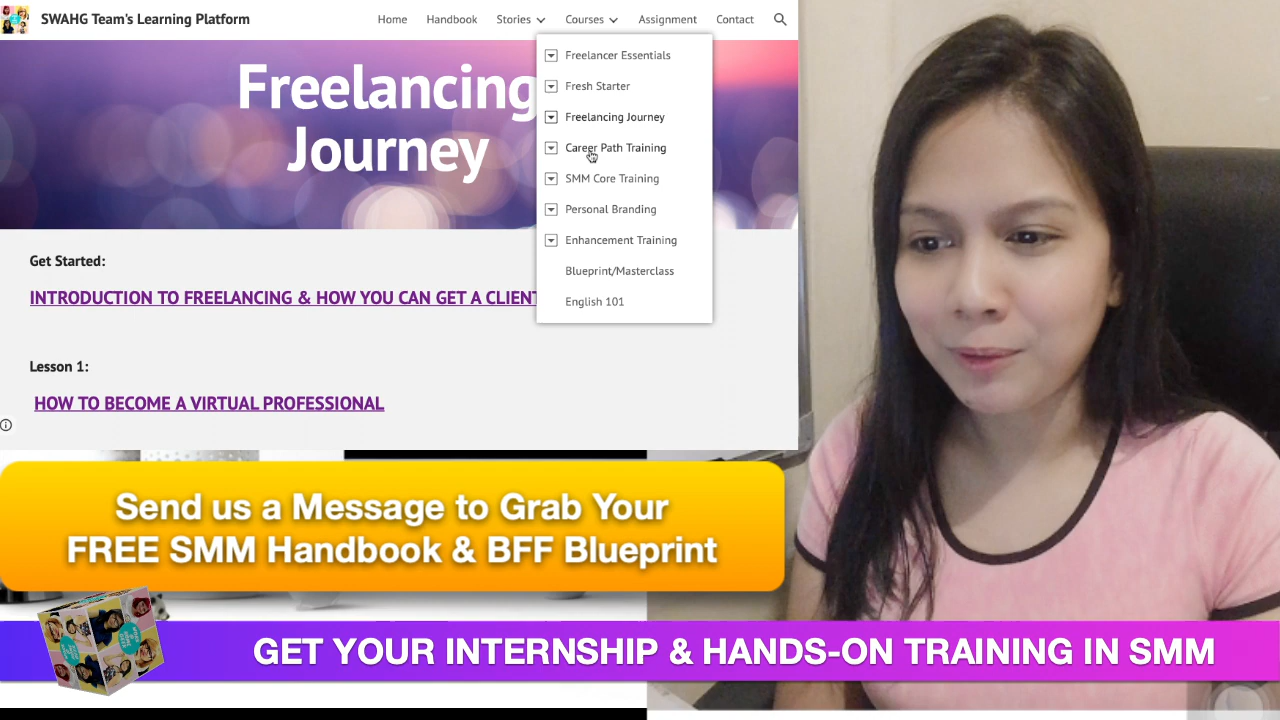 SWAHG Team's Learning Platform
Home Handbook Stories Courses Assignment Contact
Freelancing
Journey
Freelancer Essentials
Fresh Starter
Freelancing Journey
Career Path Training
SMM Core Training
Personal Branding
Enhancement Training
Blueprint/Masterclass
English 101
Get Started:
INTRODUCTION TO FREELANCING & HOW YOU CAN GET A CLIENT
Lesson 1:
HOW TO BECOME A VIRTUAL PROFESSIONAL
Send us a Message to Grab Your
FREE SMM Handbook & BFF Blueprint
GET YOUR INTERNSHIP & HANDS-ON TRAINING IN SMM